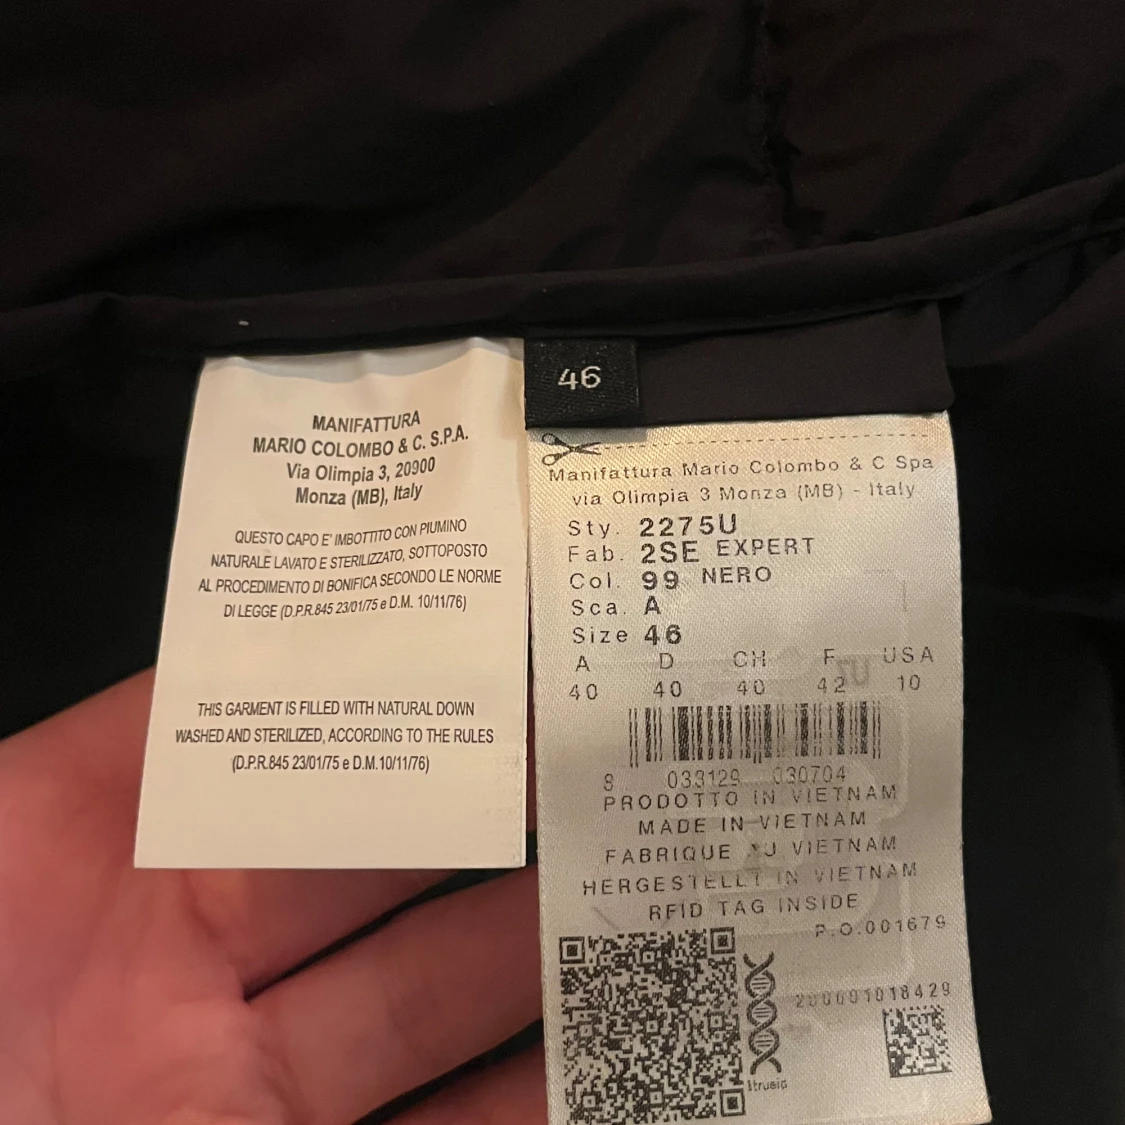 MANIFATTURA
MARIO COLOMBO & C. S.P.A.
Via Olimpia 3, 20900
Monza (MB), Italy
QUESTO CAPO E' IMBOTTITO CON PIUMINO
NATURALE LAVATO E STERILIZZATO, SOTTOPOSTO
AL PROCEDIMENTO DI BONIFICA SECONDO LE NORME
DI LEGGE (D.P.R.845 23/01/75 e D.M. 10/11/76)
THIS GARMENT IS FILLED WITH NATURAL DOWN
WASHED AND STERILIZED, ACCORDING TO THE RULES
(D.P.R.845 23/01/75 e D.M.10/11/76)
46
Manifattura Mario Colombo & C Spa
via Olimpia 3 Monza (MB) - Italy
Sty. 2275U
Fab. 2SE EXPERT
Col. 99 NERO
Sca. A
Size 46
A D CH F USA
40 40 40 42 10
8 033129 030704
PRODOTTO IN VIETNAM
MADE IN VIETNAM
FABRIQUE AU VIETNAM
HERGESTELLT IN VIETNAM
RFID TAG INSIDE
P.O.001679
1trueid